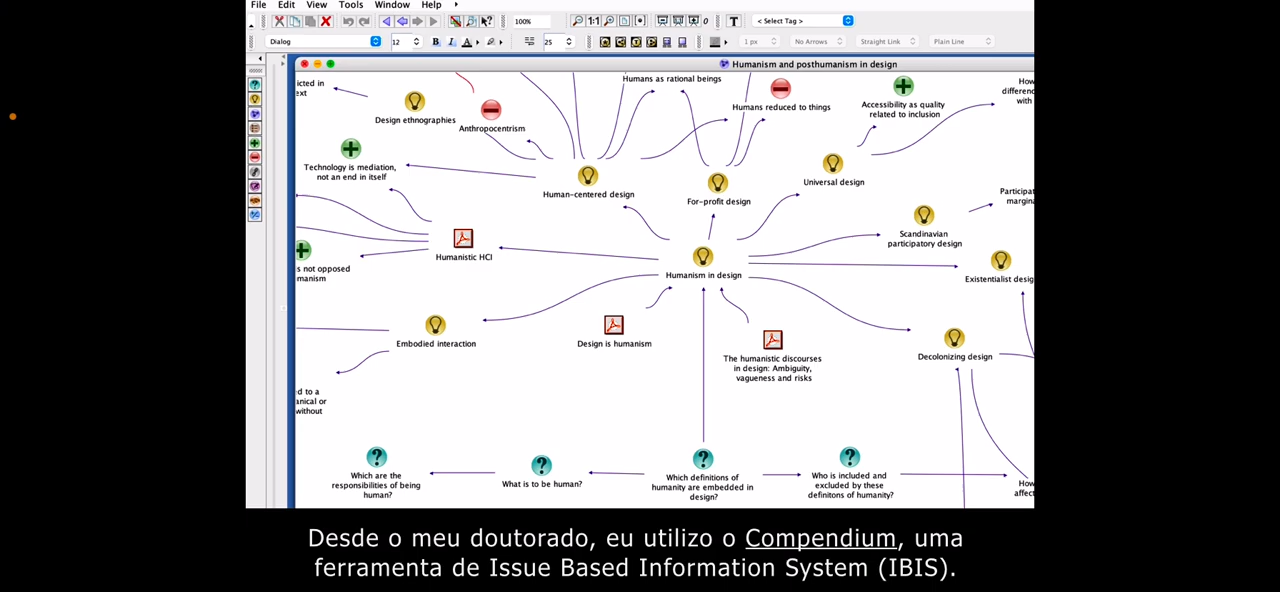 File Edit View Tools Window Help
100% 1:1 T < Select Tag >
Dialog 12 B I A 25 1 px No Arrows Straight Link Plain Line
Humanism and posthumanism in design
icted in
ext
Design ethnographies
Anthropocentrism
Humans as rational beings
Humans reduced to things
Accessibility as quality
related to inclusion
How
differenc
with
Technology is mediation,
not an end in itself
Human-centered design
For-profit design
Universal design
Participat
margina
Scandinavian
participatory design
Humanistic HCI
s not opposed
manism
Humanism in design
Existentialist desig
Embodied interaction
Design is humanism
The humanistic discourses
in design: Ambiguity,
vagueness and risks
Decolonizing design
d to a
anical or
without
Which are the
responsibilities of being
human?
What is to be human?
Which definitions of
humanity are embedded in
design?
Who is included and
excluded by these
definitons of humanity?
How
affect
Desde o meu doutorado, eu utilizo o Compendium, uma
ferramenta de Issue Based Information System (IBIS).